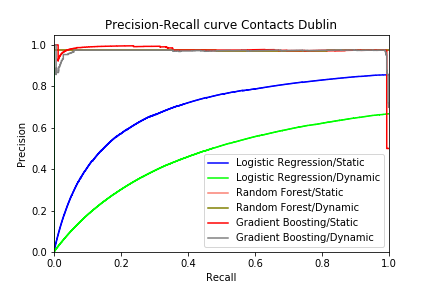 Precision-Recall curve Contacts Dublin
1.0
0.8
0.6
0.4
0.2
0.0
Precision
Logistic Regression/Static
Logistic Regression/Dynamic
Random Forest/Static
Random Forest/Dynamic
Gradient Boosting/Static
Gradient Boosting/Dynamic
0.0 0.2 0.4 0.6 0.8 1.0
Recall